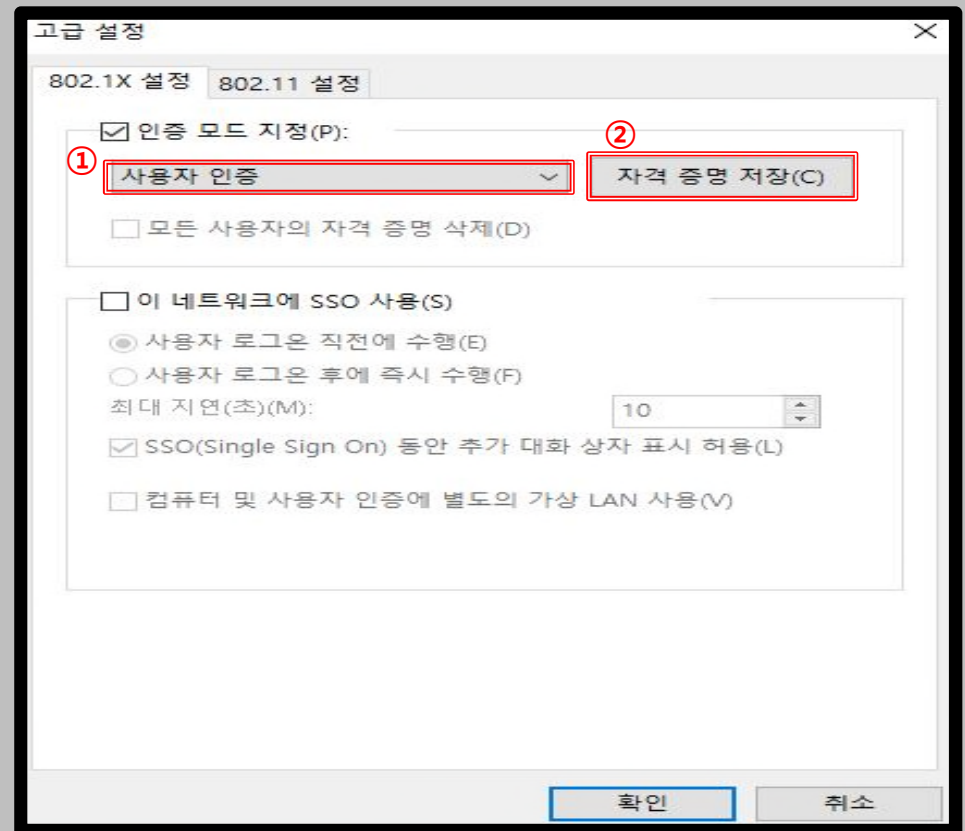 고급 설정
802.1X 설정 802.11 설정
인증 모드 지정(P):
① ②
사용자 인증 자격 증명 저장(C)
모든 사용자의 자격 증명 삭제(D)
이 네트워크에 SSO 사용(S)
사용자 로그온 직전에 수행(E)
사용자 로그온 후에 즉시 수행(F)
최대 지연(초)(M): 10
SSO(Single Sign On) 동안 추가 대화 상자 표시 허용(L)
컴퓨터 및 사용자 인증에 별도의 가상 LAN 사용(V)
확인 취소